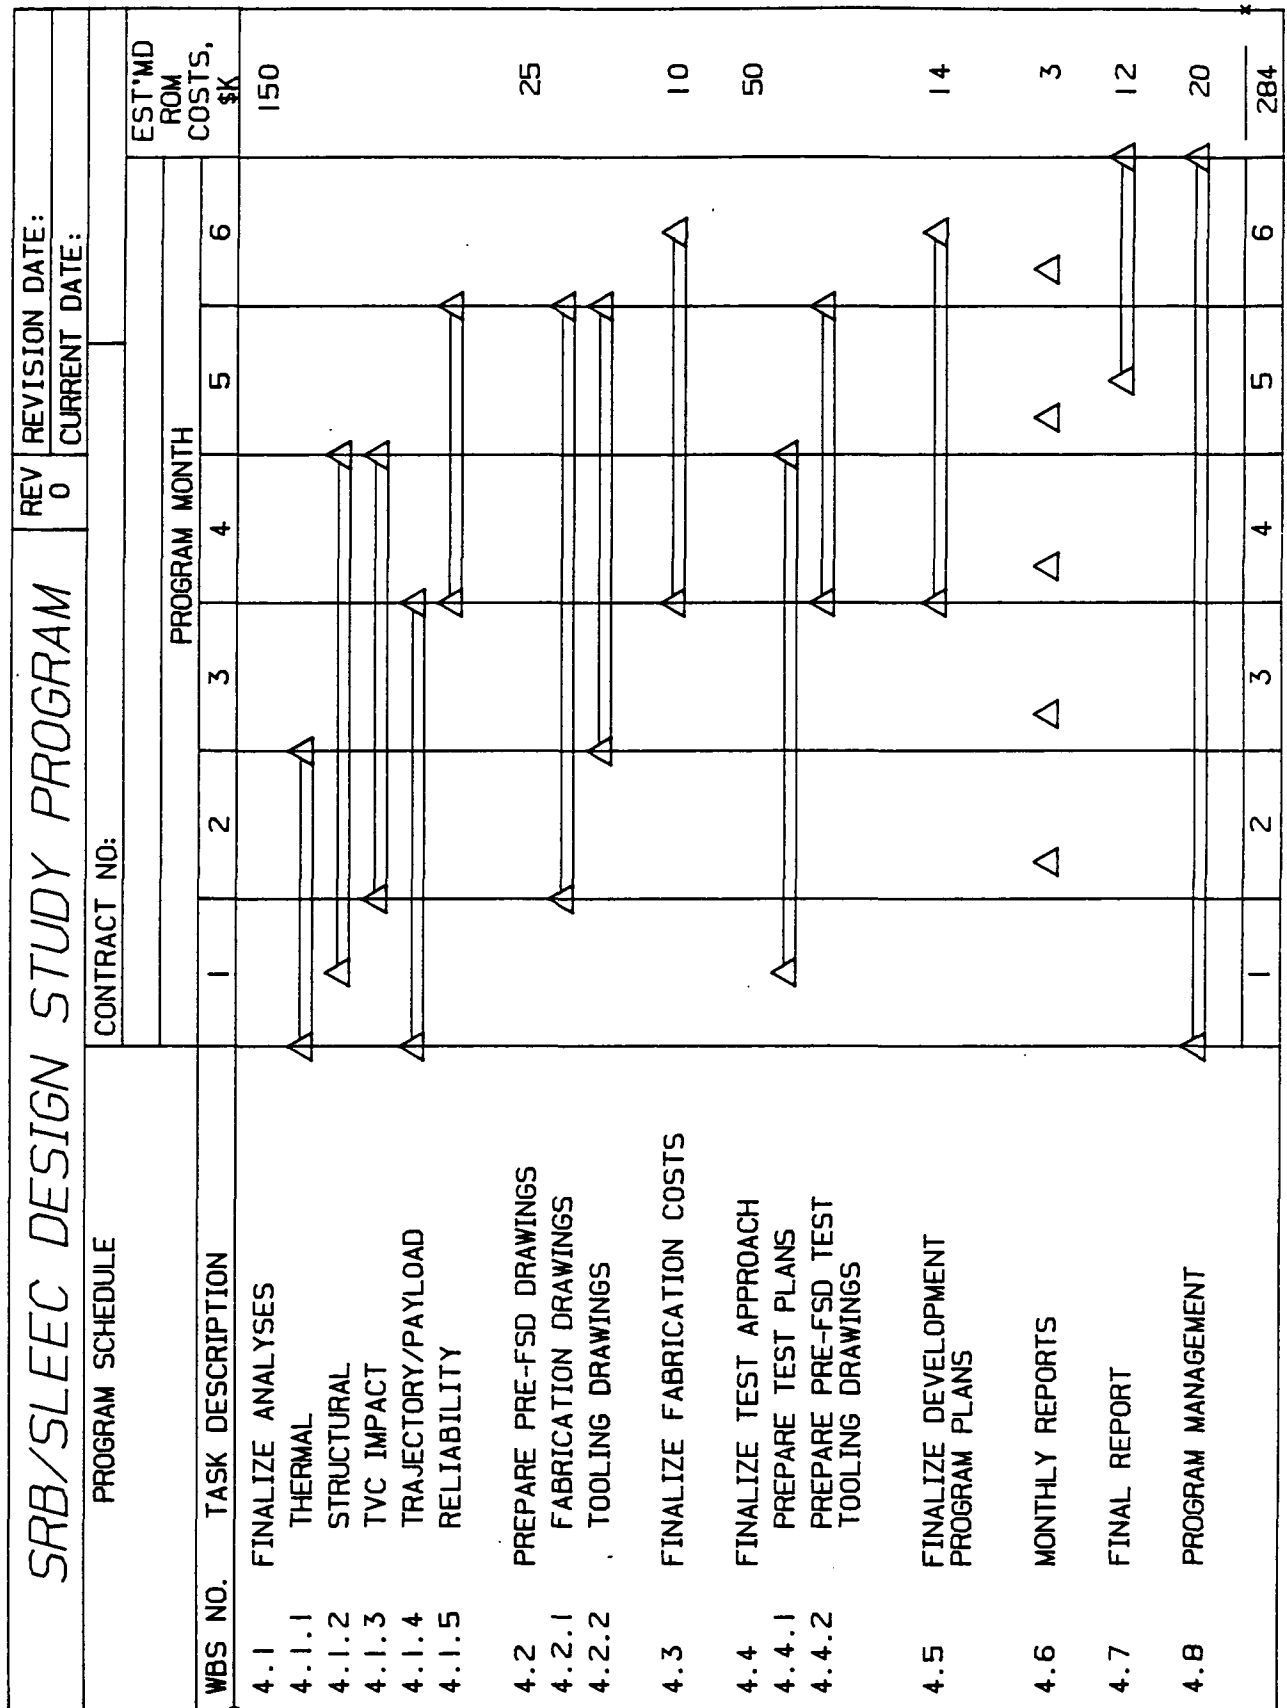 SRB/SLEEC DESIGN STUDY PROGRAM
REV
0
REVISION DATE:
CURRENT DATE:
PROGRAM SCHEDULE
CONTRACT NO:
PROGRAM MONTH
EST'MD
ROM
COSTS,
$K
WBS NO. TASK DESCRIPTION 1 2 3 4 5 6
4.1 FINALIZE ANALYSES 150
4.1.1 THERMAL
4.1.2 STRUCTURAL
4.1.3 TVC IMPACT
4.1.4 TRAJECTORY/PAYLOAD
4.1.5 RELIABILITY
4.2 PREPARE PRE-FSD DRAWINGS 25
4.2.1 FABRICATION DRAWINGS
4.2.2 TOOLING DRAWINGS
4.3 FINALIZE FABRICATION COSTS 10
4.4 FINALIZE TEST APPROACH 50
4.4.1 PREPARE TEST PLANS
4.4.2 PREPARE PRE-FSD TEST
TOOLING DRAWINGS
4.5 FINALIZE DEVELOPMENT 14
PROGRAM PLANS
4.6 MONTHLY REPORTS 3
4.7 FINAL REPORT 12
4.8 PROGRAM MANAGEMENT 20
1 2 3 4 5 6 284